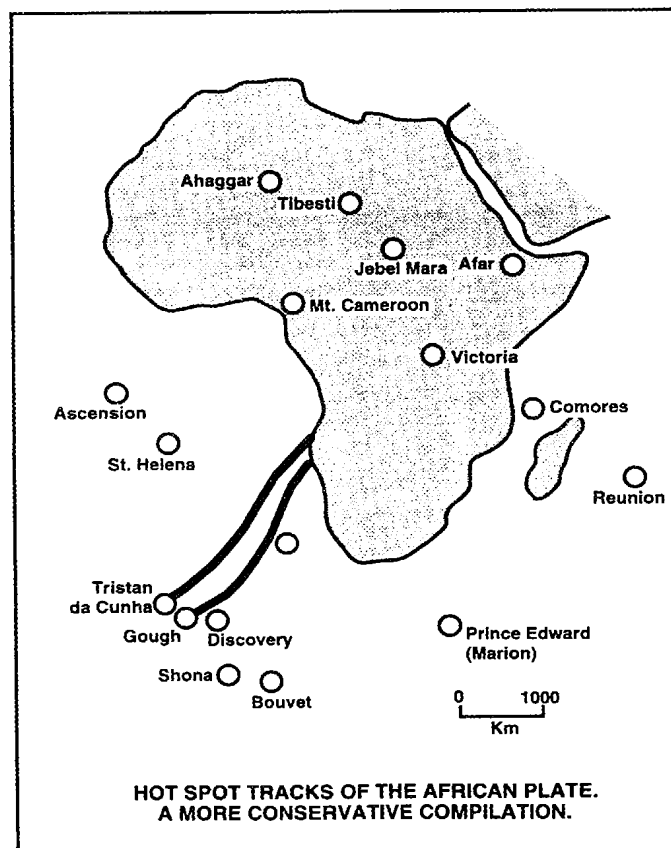 Ahaggar
Tibesti
Jebel Mara
Afar
Mt. Cameroon
Victoria
Ascension
Comores
St. Helena
Reunion
Tristan
da Cunha
Gough
Discovery
Prince Edward
(Marion)
Shona
Bouvet
0 1000
Km
HOT SPOT TRACKS OF THE AFRICAN PLATE.
A MORE CONSERVATIVE COMPILATION.